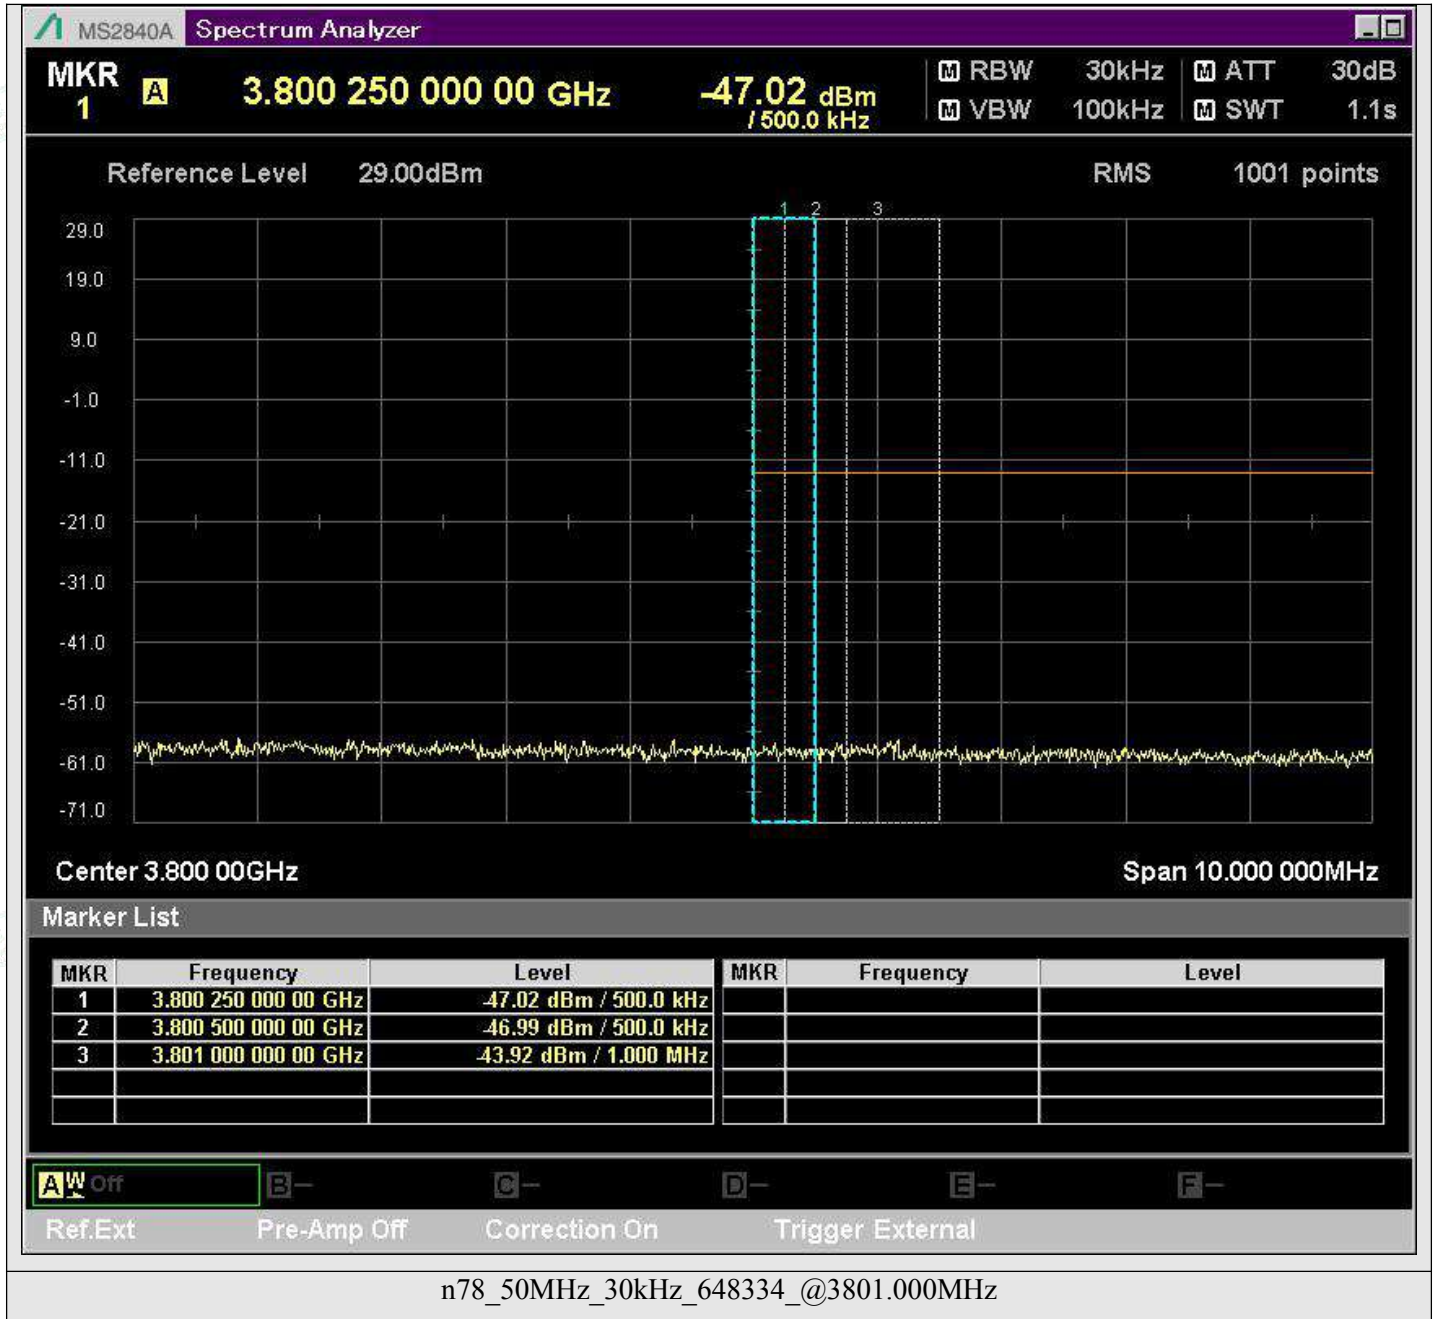 MS2840A Spectrum Analyzer
MKR 1 A 3.800 250 000 00 GHz -47.02 dBm / 500.0 kHz
M RBW 30kHz M ATT 30dB
M VBW 100kHz M SWT 1.1s
Reference Level 29.00dBm RMS 1001 points
1 2 3
29.0
19.0
9.0
-1.0
-11.0
-21.0
-31.0
-41.0
-51.0
-61.0
-71.0
Center 3.800 00GHz Span 10.000 000MHz
Marker List
MKR Frequency Level MKR Frequency Level
1 3.800 250 000 00 GHz -47.02 dBm / 500.0 kHz
2 3.800 500 000 00 GHz -46.99 dBm / 500.0 kHz
3 3.801 000 000 00 GHz -43.92 dBm / 1.000 MHz
A W Off B – C – D – E – F –
Ref.Ext Pre-Amp Off Correction On Trigger External
n78_50MHz_30kHz_648334_@3801.000MHz